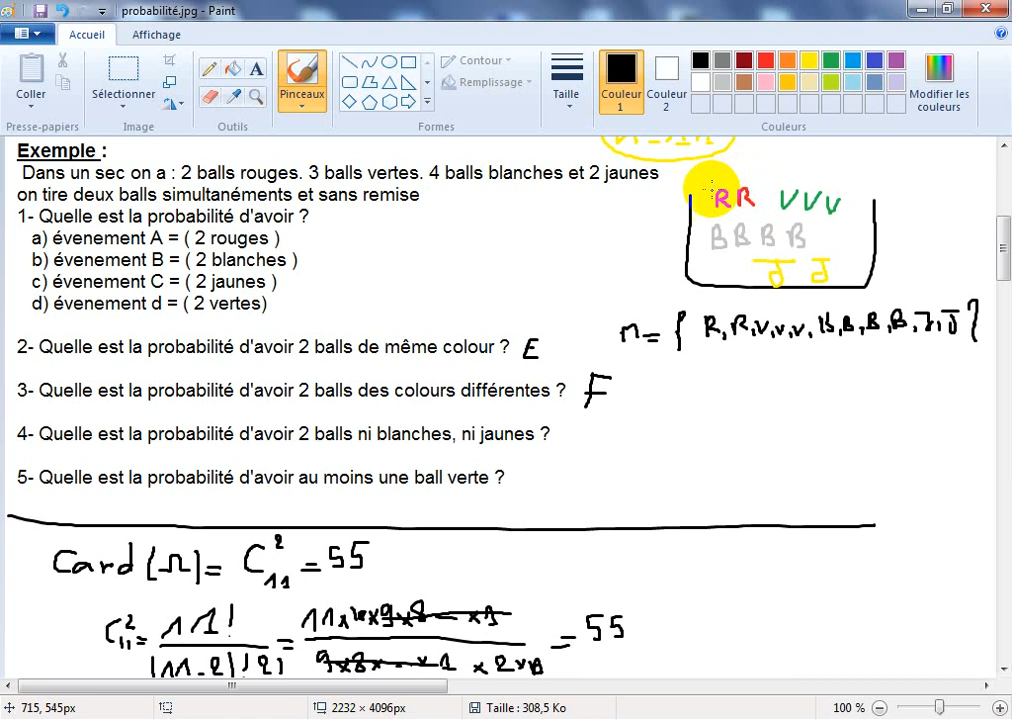 probabilité.jpg - Paint
Accueil Affichage
Contour
Remplissage
A
Coller Sélectionner Pinceaux Taille Couleur Couleur Modifier les
1 2 couleurs
Presse-papiers Image Outils Formes Couleurs
Exemple :
Dans un sec on a : 2 balls rouges. 3 balls vertes. 4 balls blanches et 2 jaunes
on tire deux balls simultanéments et sans remise
1- Quelle est la probabilité d'avoir ?
a) évenement A = ( 2 rouges )
b) évenement B = ( 2 blanches )
c) évenement C = ( 2 jaunes )
d) évenement d = ( 2 vertes)
R R V V V
B B B B
J J
n = { R, R, V, V, V, B, B, B, B, J, J }
2- Quelle est la probabilité d'avoir 2 balls de même colour ? E
3- Quelle est la probabilité d'avoir 2 balls des colours différentes ? F
4- Quelle est la probabilité d'avoir 2 balls ni blanches, ni jaunes ?
5- Quelle est la probabilité d'avoir au moins une ball verte ?
Card(Ω) = C²₁₁ = 55
C²₁₁ = 11! / (11-2)! 2! = 55
715, 545px 2232 × 4096px Taille : 308,5 Ko 100 %